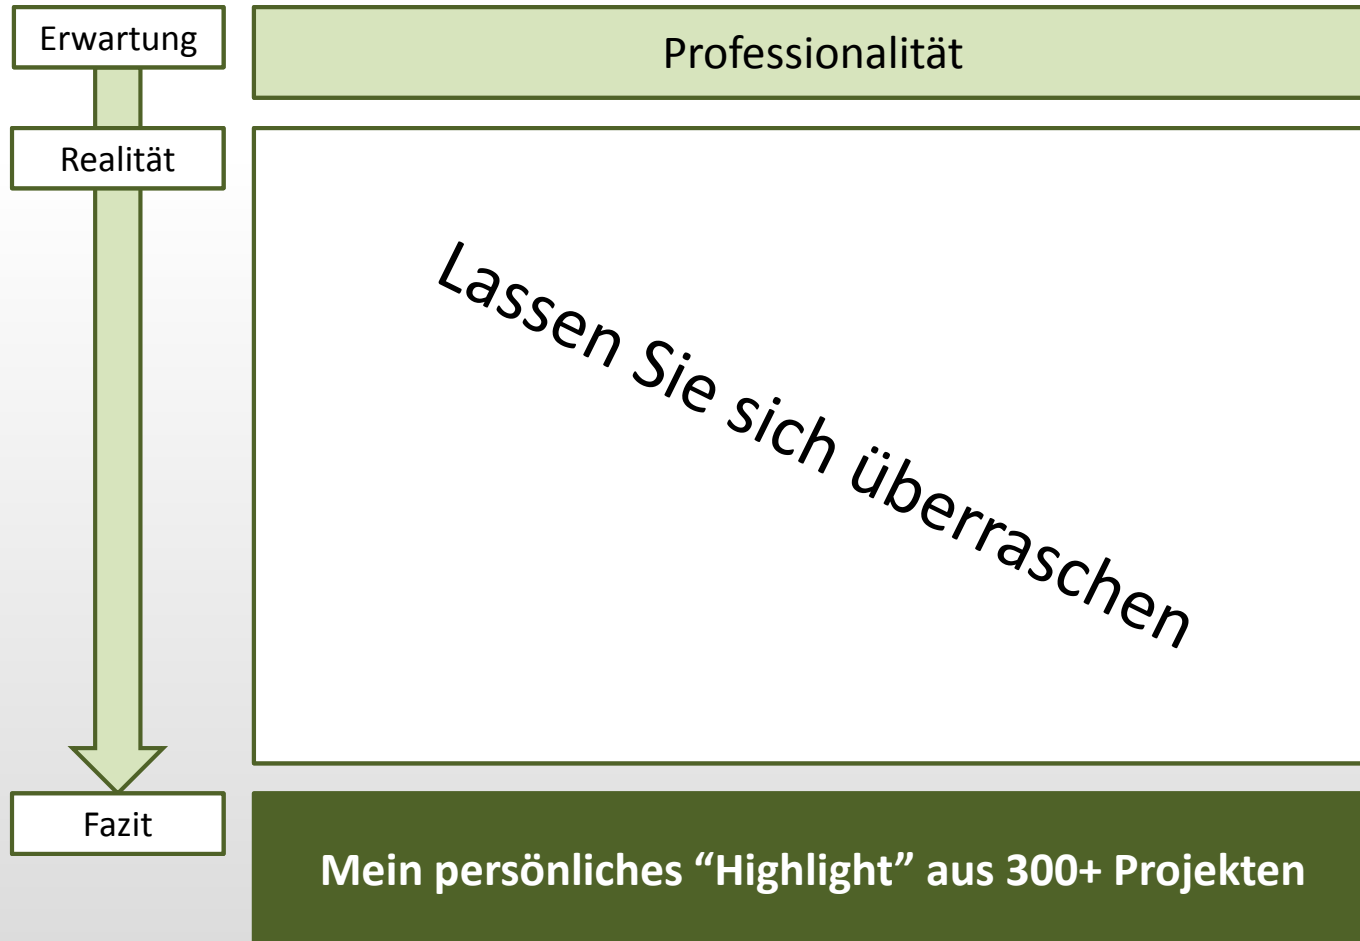 Erwartung
Professionalität
Realität
Lassen Sie sich überraschen
Fazit
Mein persönliches “Highlight” aus 300+ Projekten